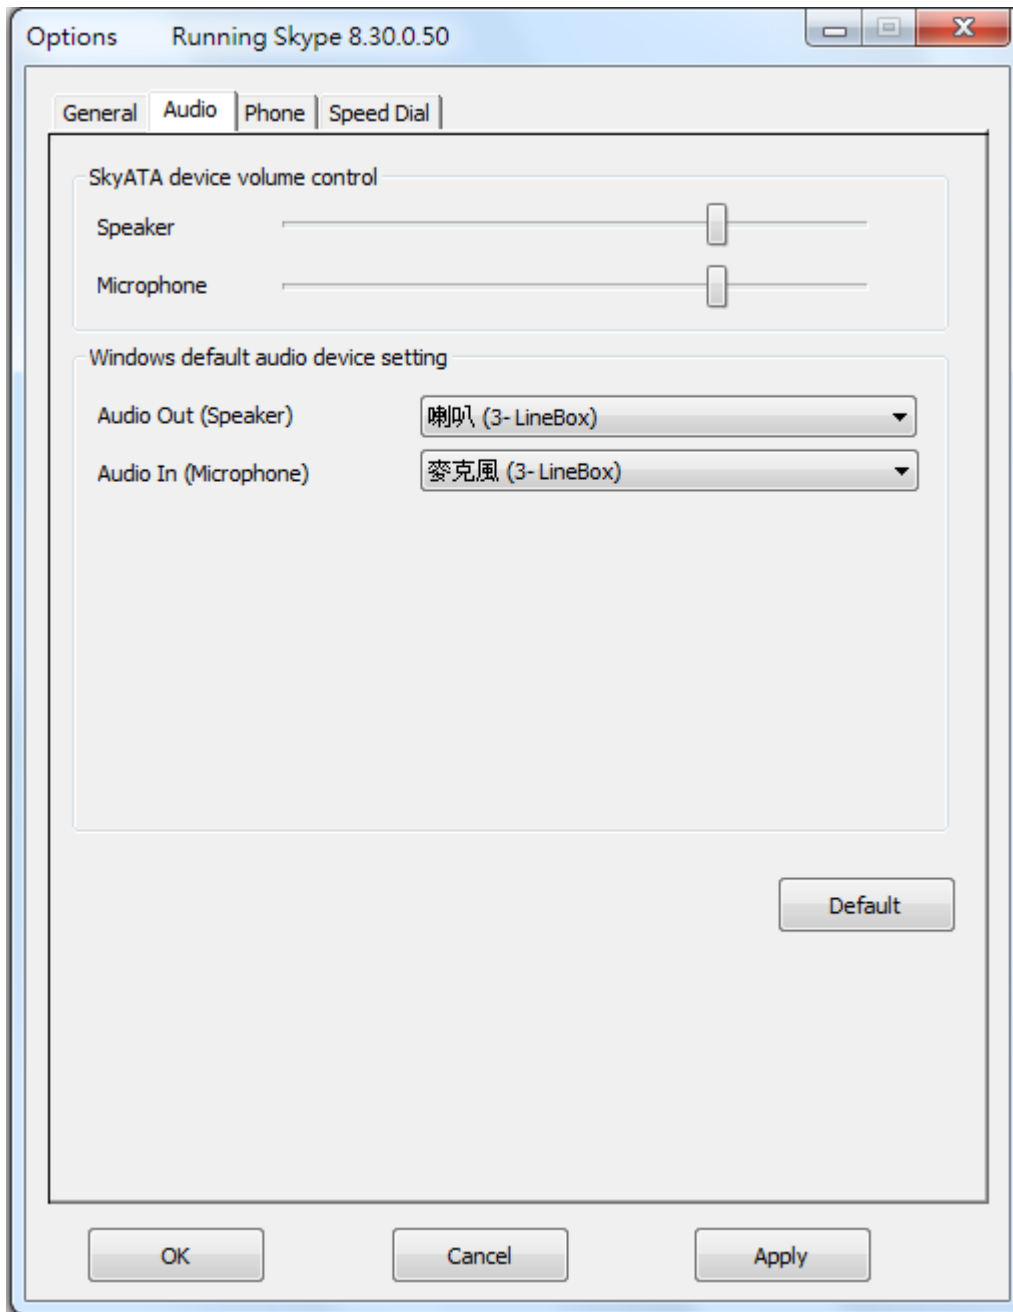 Options Running Skype 8.30.0.50
General Audio Phone Speed Dial
SkyATA device volume control
Speaker
Microphone
Windows default audio device setting
Audio Out (Speaker) 喇叭 (3- LineBox)
Audio In (Microphone) 麥克風 (3- LineBox)
Default
OK Cancel Apply